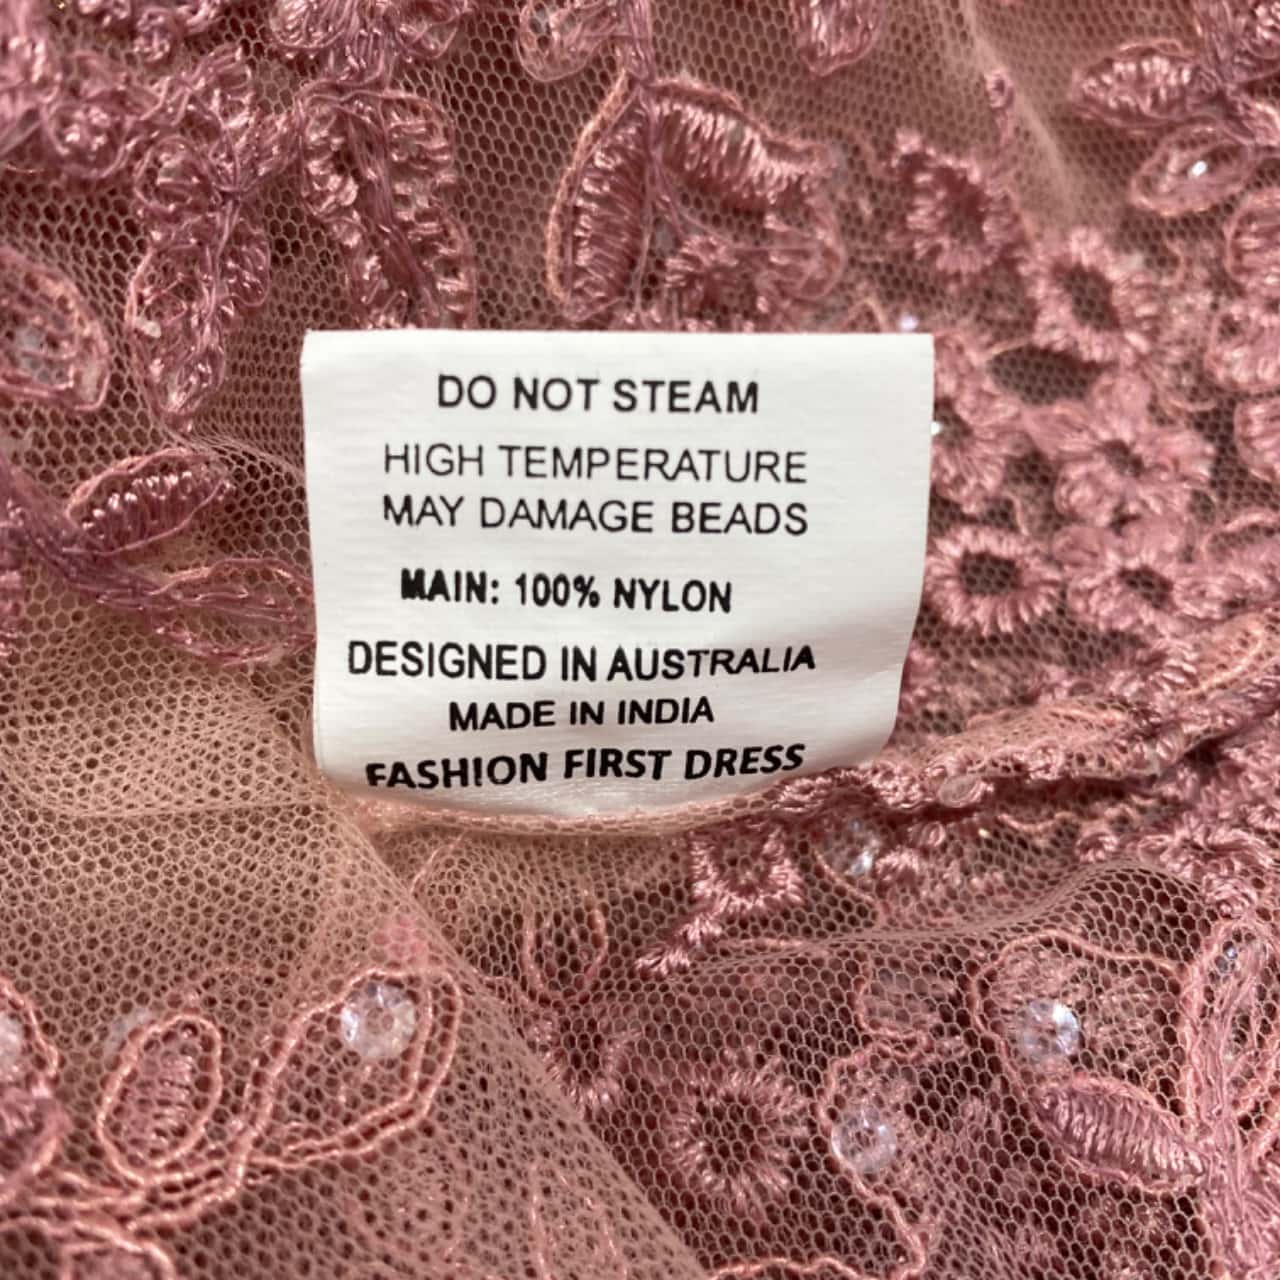 DO NOT STEAM
HIGH TEMPERATURE
MAY DAMAGE BEADS
MAIN: 100% NYLON
DESIGNED IN AUSTRALIA
MADE IN INDIA
FASHION FIRST DRESS